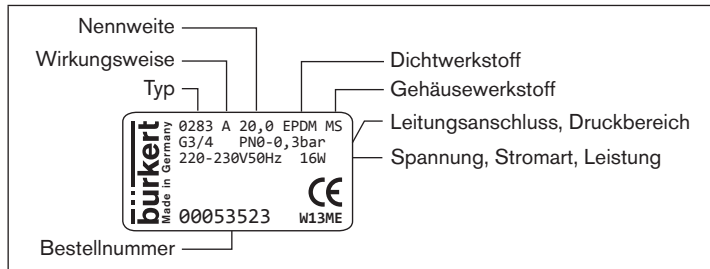 Nennweite
Wirkungsweise
Typ
Dichtwerkstoff
Gehäusewerkstoff
Leitungsanschluss, Druckbereich
Spannung, Stromart, Leistung
bürkert
Made in Germany
0283 A 20,0 EPDM MS
G3/4 PN0-0,3bar
220-230V50Hz 16W
CE
00053523 W13ME
Bestellnummer